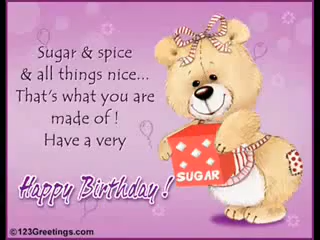 Sugar & spice
& all things nice...
That's what you are
made of !
Have a very
Happy Birthday !
SUGAR
©123Greetings.com